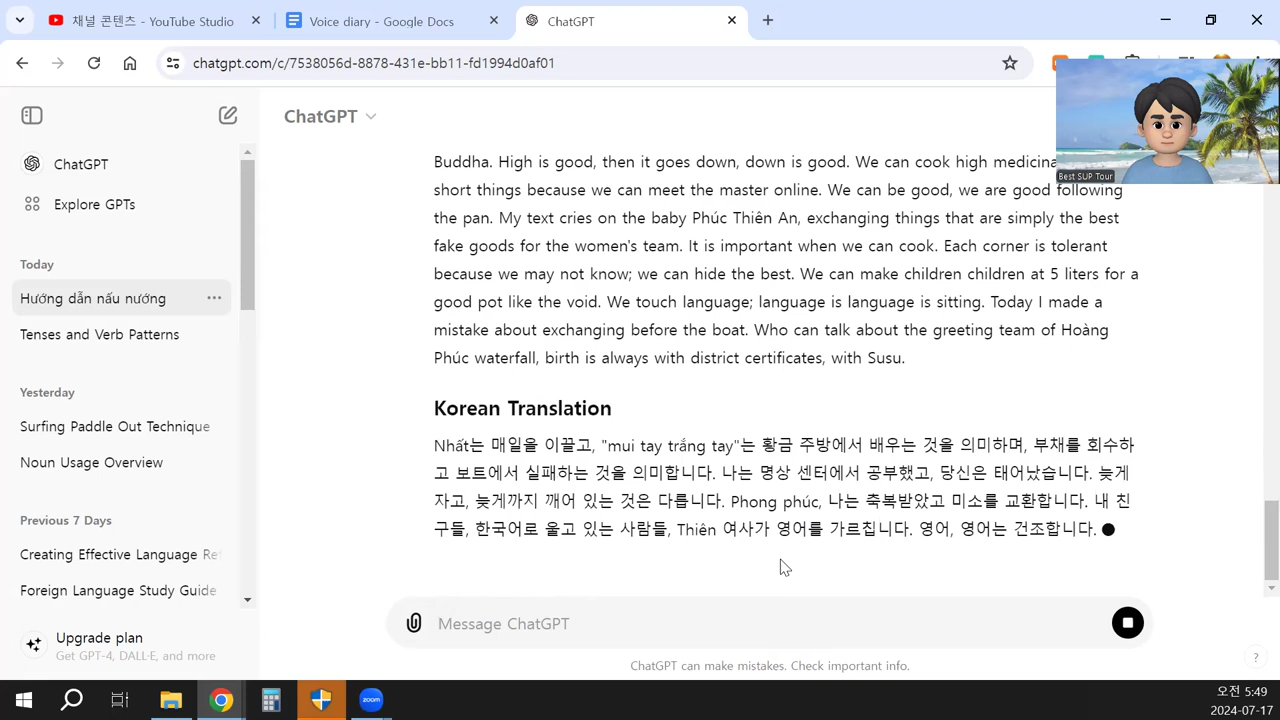 채널 콘텐츠 - YouTube Studio
Voice diary - Google Docs
ChatGPT
chatgpt.com/c/7538056d-8878-431e-bb11-fd1994d0af01
ChatGPT
Best SUP Tour
ChatGPT
Explore GPTs
Today
Hướng dẫn nấu nướng
Tenses and Verb Patterns
Yesterday
Surfing Paddle Out Technique
Noun Usage Overview
Previous 7 Days
Creating Effective Language Re
Foreign Language Study Guide
Upgrade plan
Get GPT-4, DALL·E, and more
Buddha. High is good, then it goes down, down is good. We can cook high
short things because we can meet the master online. We can be good, we are good following
the pan. My text cries on the baby Phúc Thiên An, exchanging things that are simply the best
fake goods for the women's team. It is important when we can cook. Each corner is tolerant
because we may not know; we can hide the best. We can make children children at 5 liters for a
good pot like the void. We touch language; language is language is sitting. Today I made a
mistake about exchanging before the boat. Who can talk about the greeting team of Hoàng
Phúc waterfall, birth is always with district certificates, with Susu.
Korean Translation
Nhất는 매일을 이끌고, "mui tay trắng tay"는 황금 주방에서 배우는 것을 의미하며, 부채를 회수하
고 보트에서 실패하는 것을 의미합니다. 나는 명상 센터에서 공부했고, 당신은 태어났습니다. 늦게
자고, 늦게까지 깨어 있는 것은 다릅니다. Phong phúc, 나는 축복받았고 미소를 교환합니다. 내 친
구들, 한국어로 울고 있는 사람들, Thiên 여사가 영어를 가르칩니다. 영어, 영어는 건조합니다.
Message ChatGPT
ChatGPT can make mistakes. Check important info.
?
zoom
오전 5:49
2024-07-17